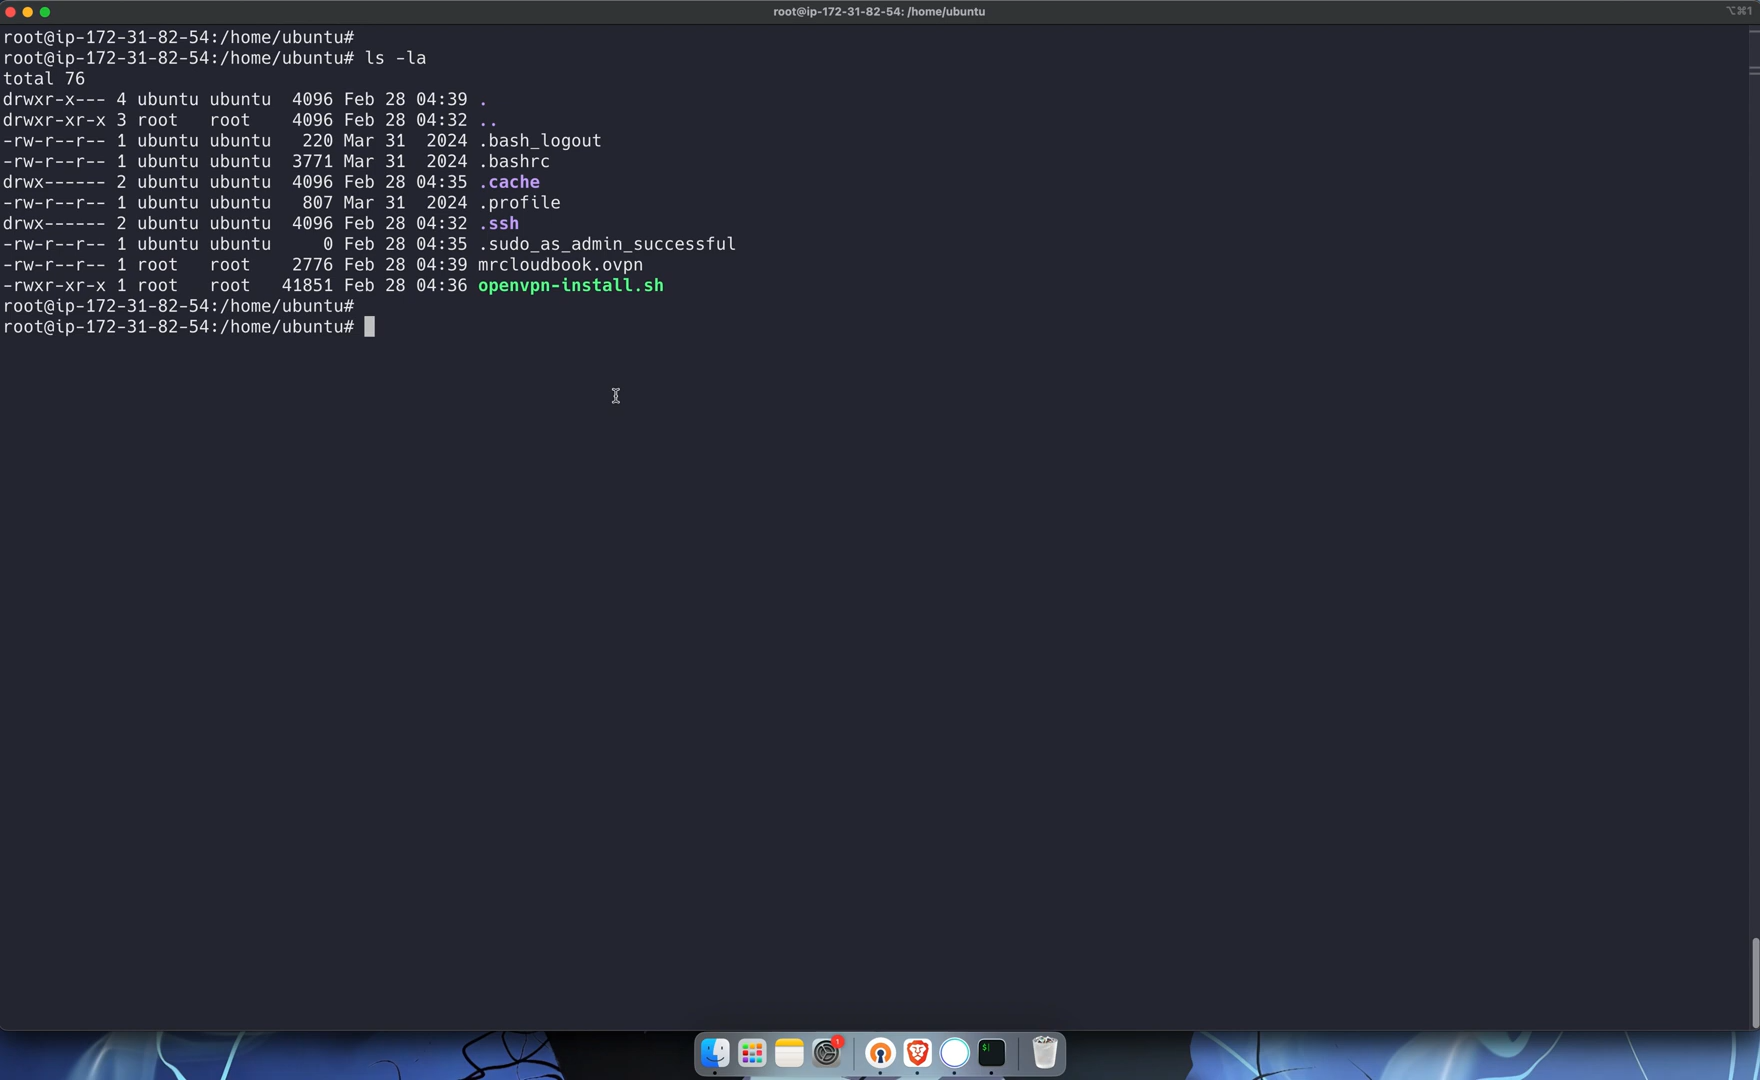 root@ip-172-31-82-54: /home/ubuntu
⌥⌘1
root@ip-172-31-82-54:/home/ubuntu#
root@ip-172-31-82-54:/home/ubuntu# ls -la
total 76
drwxr-x--- 4 ubuntu ubuntu  4096 Feb 28 04:39 .
drwxr-xr-x 3 root   root    4096 Feb 28 04:32 ..
-rw-r--r-- 1 ubuntu ubuntu   220 Mar 31  2024 .bash_logout
-rw-r--r-- 1 ubuntu ubuntu  3771 Mar 31  2024 .bashrc
drwx------ 2 ubuntu ubuntu  4096 Feb 28 04:35 .cache
-rw-r--r-- 1 ubuntu ubuntu   807 Mar 31  2024 .profile
drwx------ 2 ubuntu ubuntu  4096 Feb 28 04:32 .ssh
-rw-r--r-- 1 ubuntu ubuntu     0 Feb 28 04:35 .sudo_as_admin_successful
-rw-r--r-- 1 root   root    2776 Feb 28 04:39 mrcloudbook.ovpn
-rwxr-xr-x 1 root   root   41851 Feb 28 04:36 openvpn-install.sh
root@ip-172-31-82-54:/home/ubuntu#
root@ip-172-31-82-54:/home/ubuntu#
1
$